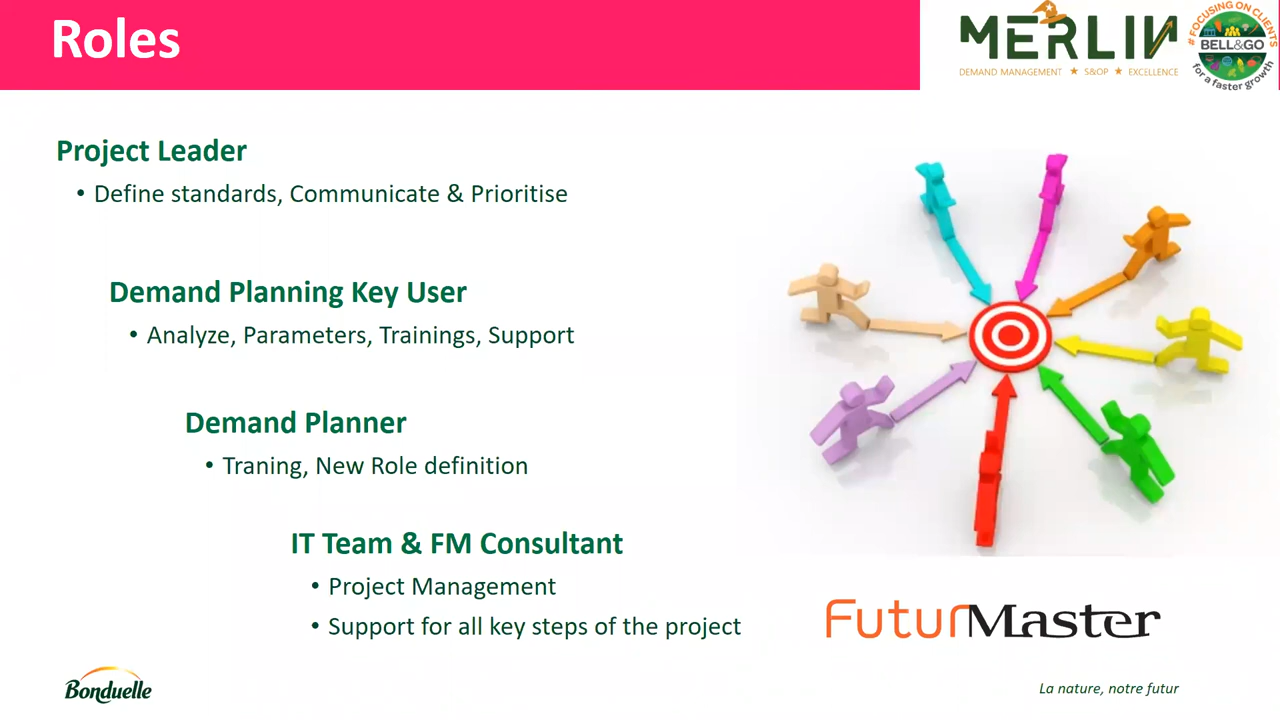 Roles
MERLIN
DEMAND MANAGEMENT ★ S&OP ★ EXCELLENCE
# FOCUSING ON CLIENTS
BELL&GO
for a faster growth
Project Leader
• Define standards, Communicate & Prioritise
Demand Planning Key User
• Analyze, Parameters, Trainings, Support
Demand Planner
• Traning, New Role definition
IT Team & FM Consultant
• Project Management
• Support for all key steps of the project
FuturMaster
Bonduelle
La nature, notre futur